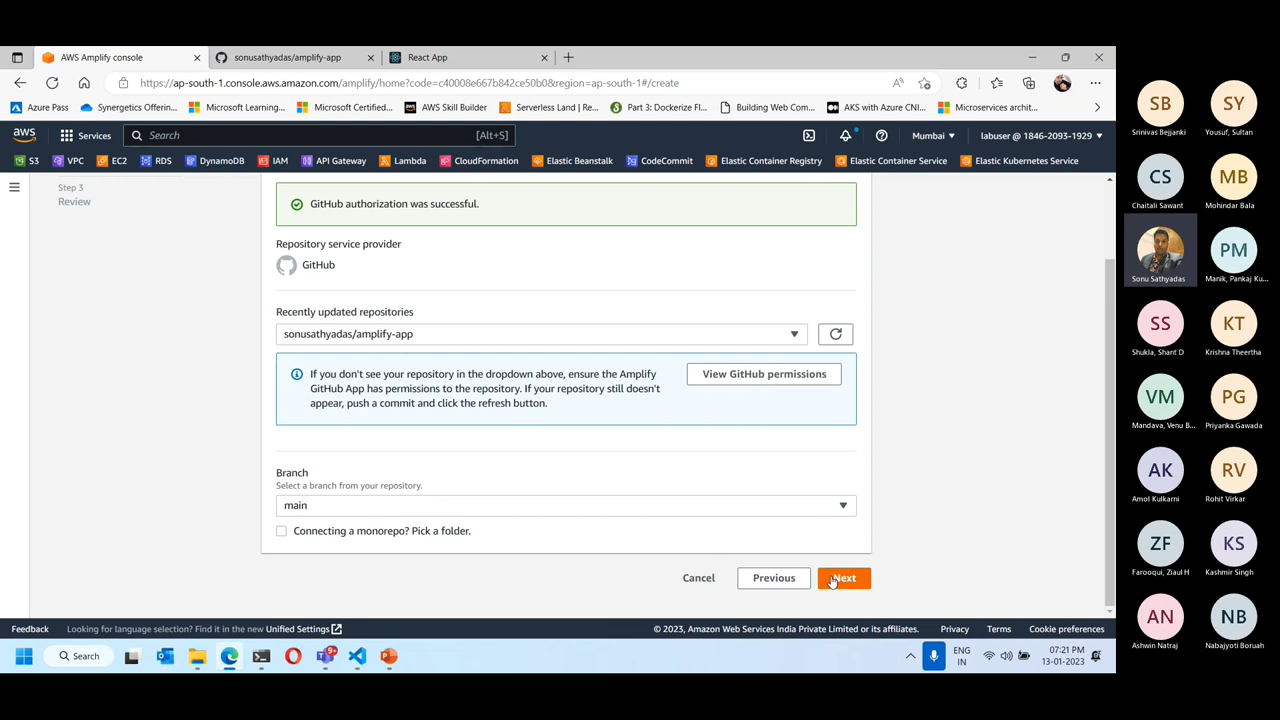 AWS Amplify console
sonusathyadas/amplify-app
React App
https://ap-south-1.console.aws.amazon.com/amplify/home?code=c40008e667b842ce50b0&region=ap-south-1#/create
Azure Pass
Synergetics Offering...
Microsoft Learning...
Microsoft Certified...
AWS Skill Builder
Serverless Land | Re...
Part 3: Dockerize Fl...
Building Web Com...
AKS with Azure CNI...
Microservices archit...
aws
Services
Search
[Alt+S]
Mumbai
labuser @ 1846-2093-1929
S3
VPC
EC2
RDS
DynamoDB
IAM
API Gateway
Lambda
CloudFormation
Elastic Beanstalk
CodeCommit
Elastic Container Registry
Elastic Container Service
Elastic Kubernetes Service
Step 3
Review
GitHub authorization was successful.
Repository service provider
GitHub
Recently updated repositories
sonusathyadas/amplify-app
If you don't see your repository in the dropdown above, ensure the Amplify
GitHub App has permissions to the repository. If your repository still doesn't
appear, push a commit and click the refresh button.
View GitHub permissions
Branch
Select a branch from your repository.
main
Connecting a monorepo? Pick a folder.
Cancel
Previous
Next
Feedback
Looking for language selection? Find it in the new Unified Settings
© 2023, Amazon Web Services India Private Limited or its affiliates.
Privacy
Terms
Cookie preferences
Search
9+
ENG
IN
07:21 PM
13-01-2023
SB
Srinivas Bejjanki
SY
Yousuf, Sultan
CS
Chaitali Sawant
MB
Mohindar Bala
Sonu Sathyadas
PM
Manik, Pankaj Ku...
SS
Shukla, Shant D
KT
Krishna Theertha
VM
Mandava, Venu B...
PG
Priyanka Gawada
AK
Amol Kulkarni
RV
Rohit Virkar
ZF
Farooqui, Ziaul H
KS
Kashmir Singh
AN
Ashwin Natraj
NB
Nabajyoti Boruah